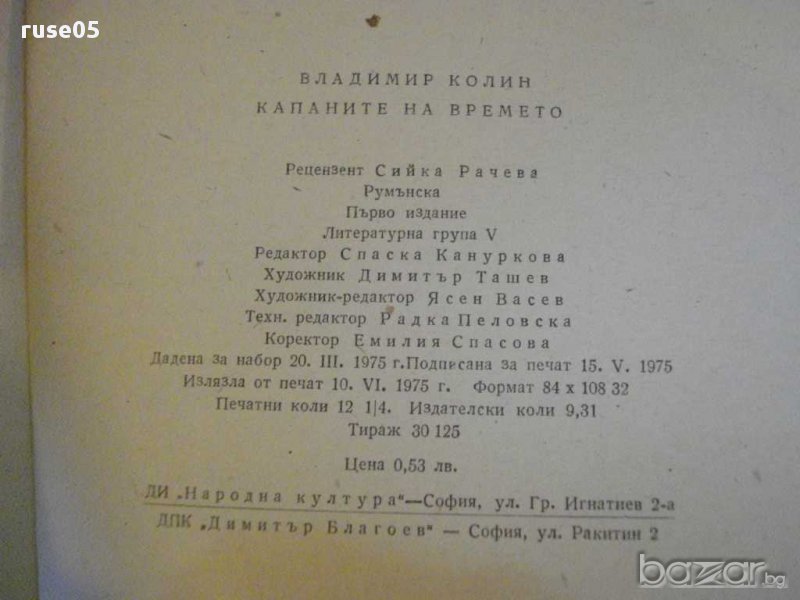 ruse05
ВЛАДИМИР КОЛИН
КАПАНИТЕ НА ВРЕМЕТО
Рецензент Сийка Рачева
Румънска
Първо издание
Литературна група V
Редактор Спаска Кануркова
Художник Димитър Ташев
Художник-редактор Ясен Васев
Техн. редактор Радка Пеловска
Коректор Емилия Спасова
Дадена за набор 20. III. 1975 г. Подписана за печат 15. V. 1975
Излязла от печат 10. VI. 1975 г. Формат 84 x 108 32
Печатни коли 12 1|4. Издателски коли 9,31
Тираж 30 125
Цена 0,53 лв.
ДИ „Народна култура“—София, ул. Гр. Игнатиев 2-а
ДПК „Димитър Благоев“ — София, ул. Ракитин 2
bazar.bg